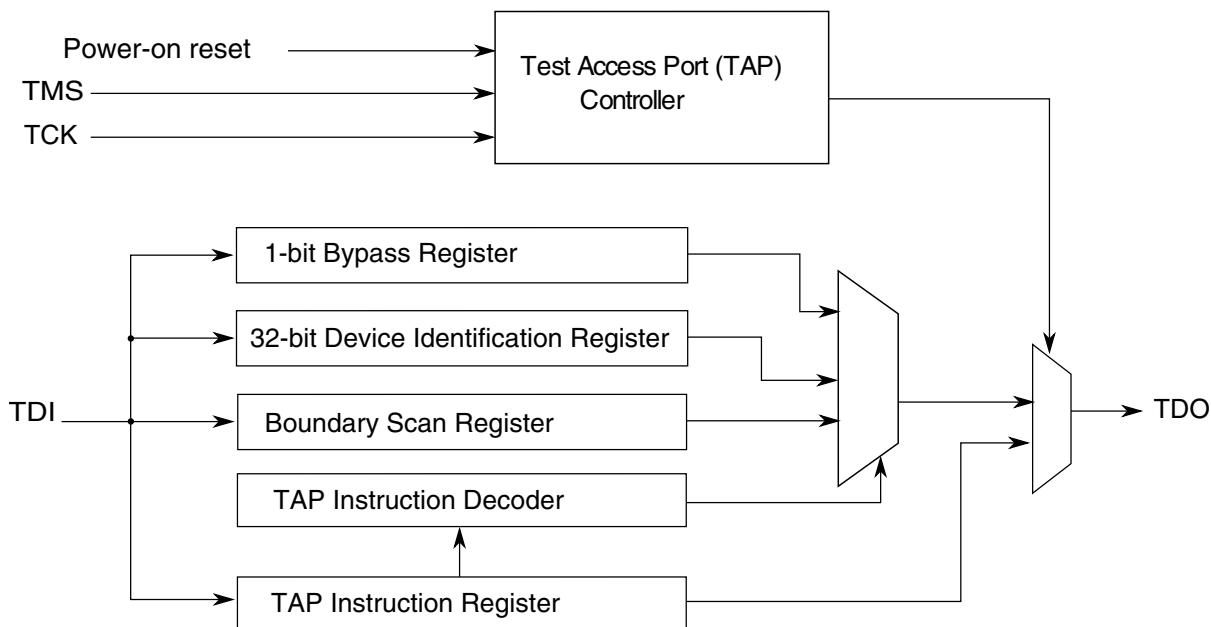 Power-on reset
TMS
TCK
Test Access Port (TAP)
Controller
1-bit Bypass Register
32-bit Device Identification Register
TDI
Boundary Scan Register
TDO
TAP Instruction Decoder
TAP Instruction Register